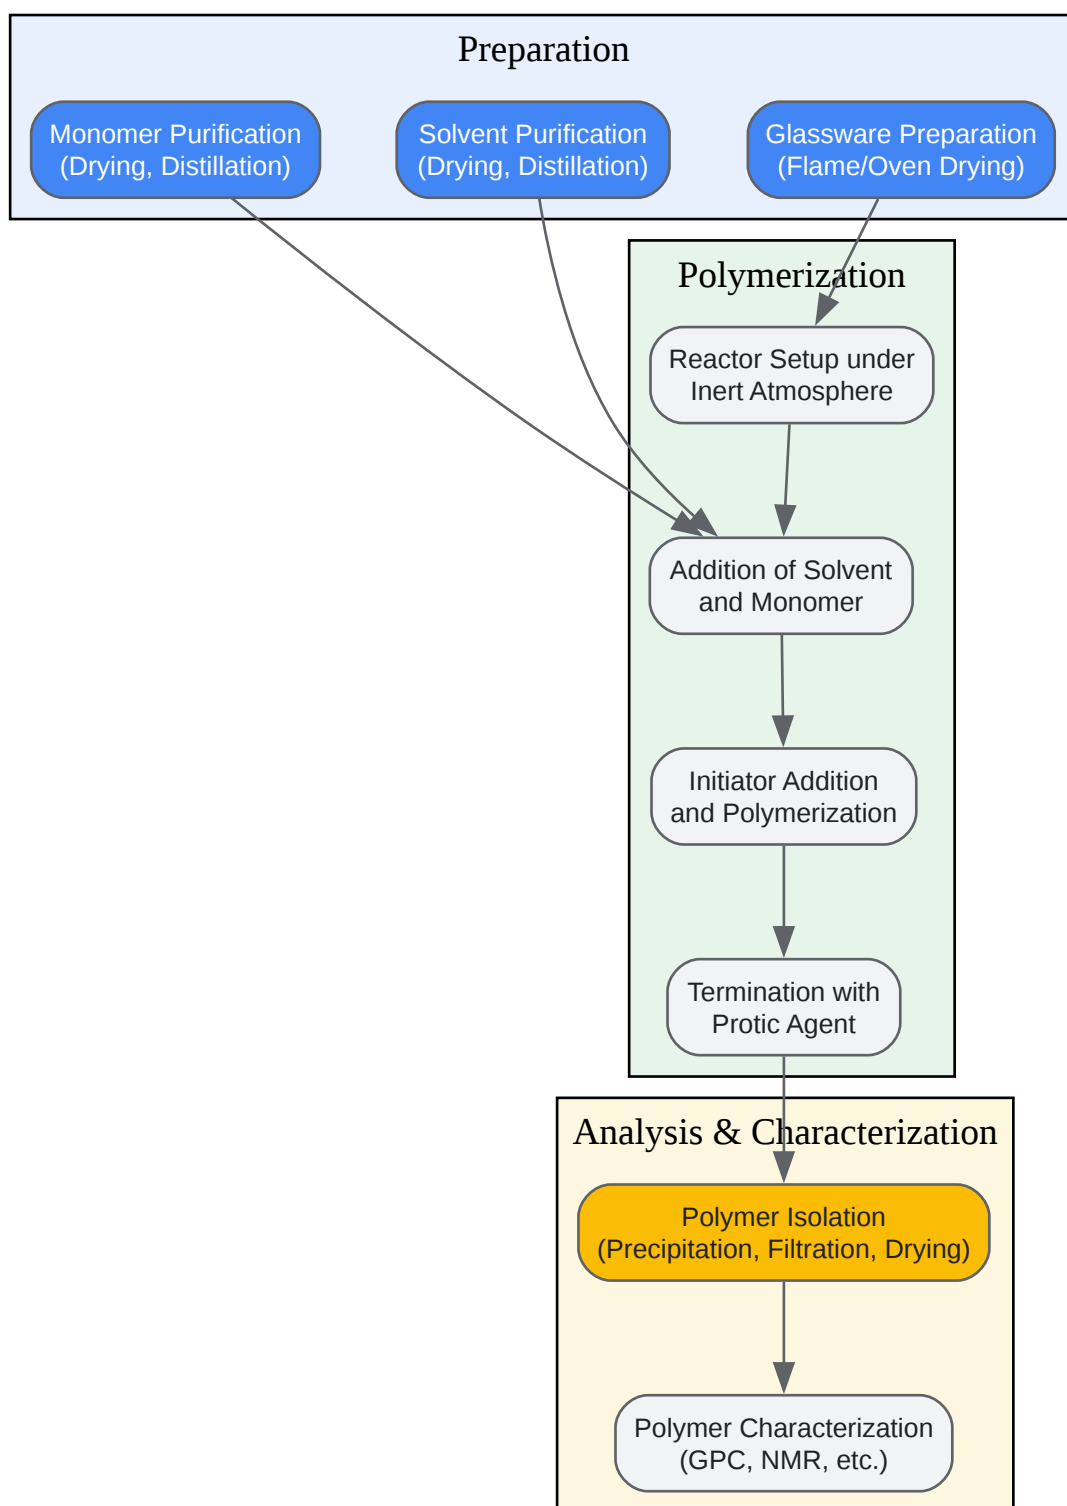 Preparation
Monomer Purification
(Drying, Distillation)
Solvent Purification
(Drying, Distillation)
Glassware Preparation
(Flame/Oven Drying)
Polymerization
Reactor Setup under
Inert Atmosphere
Addition of Solvent
and Monomer
Initiator Addition
and Polymerization
Termination with
Protic Agent
Analysis & Characterization
Polymer Isolation
(Precipitation, Filtration, Drying)
Polymer Characterization
(GPC, NMR, etc.)